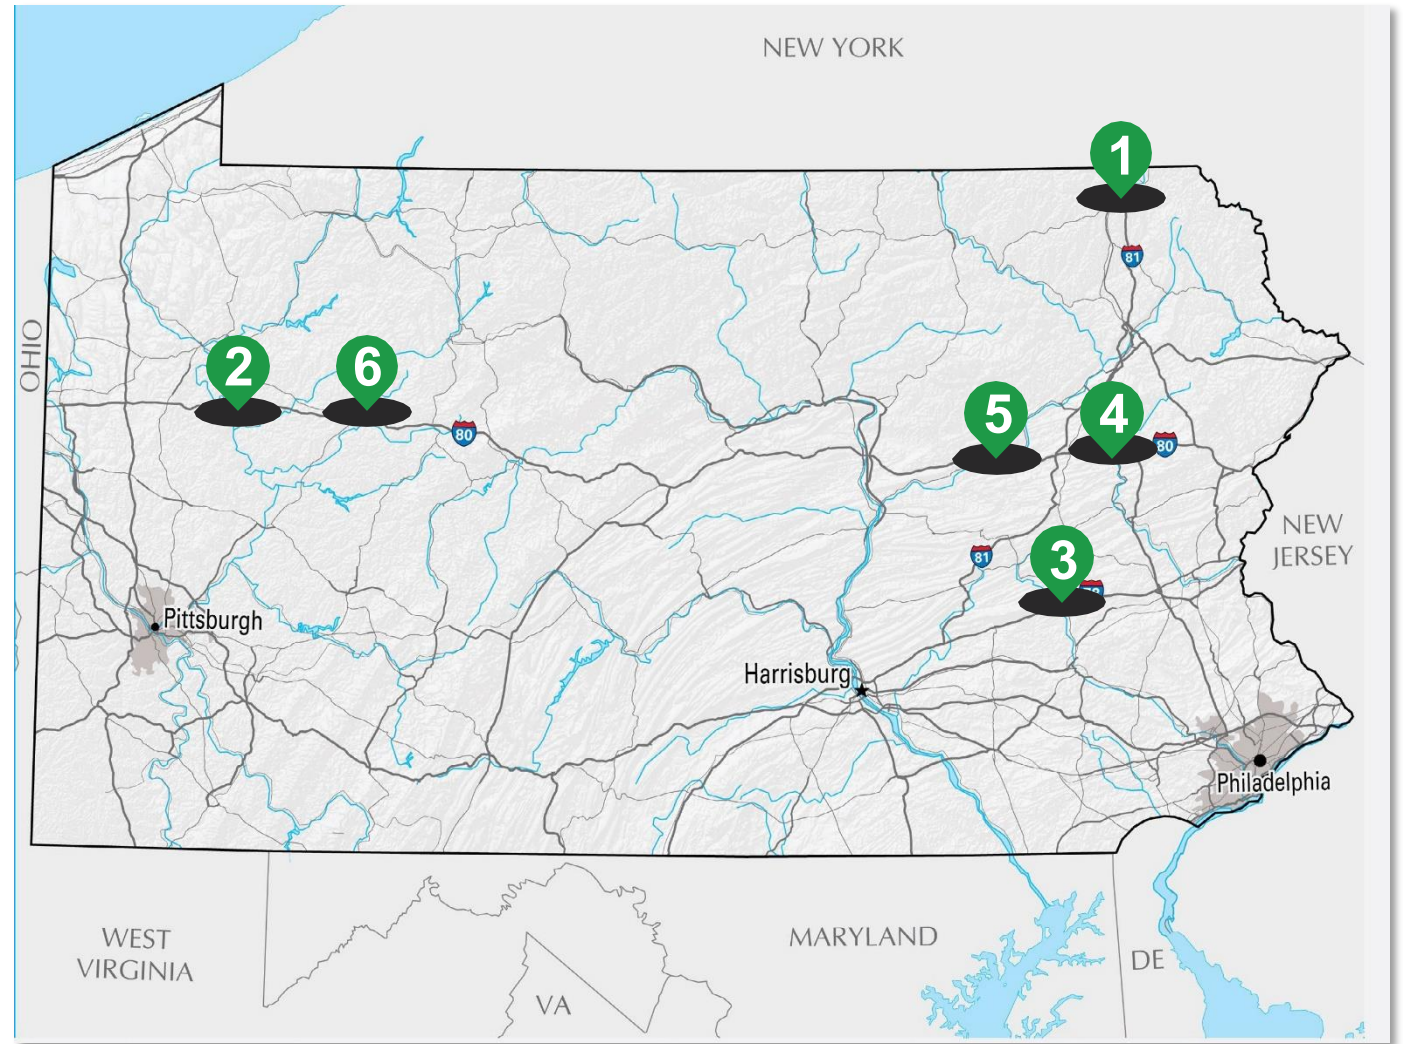 NEW YORK
1
81
OHIO
2
6
5
4
80
80
NEW
JERSEY
81
3
Pittsburgh
Harrisburg
Philadelphia
WEST
VIRGINIA
MARYLAND
DE
VA